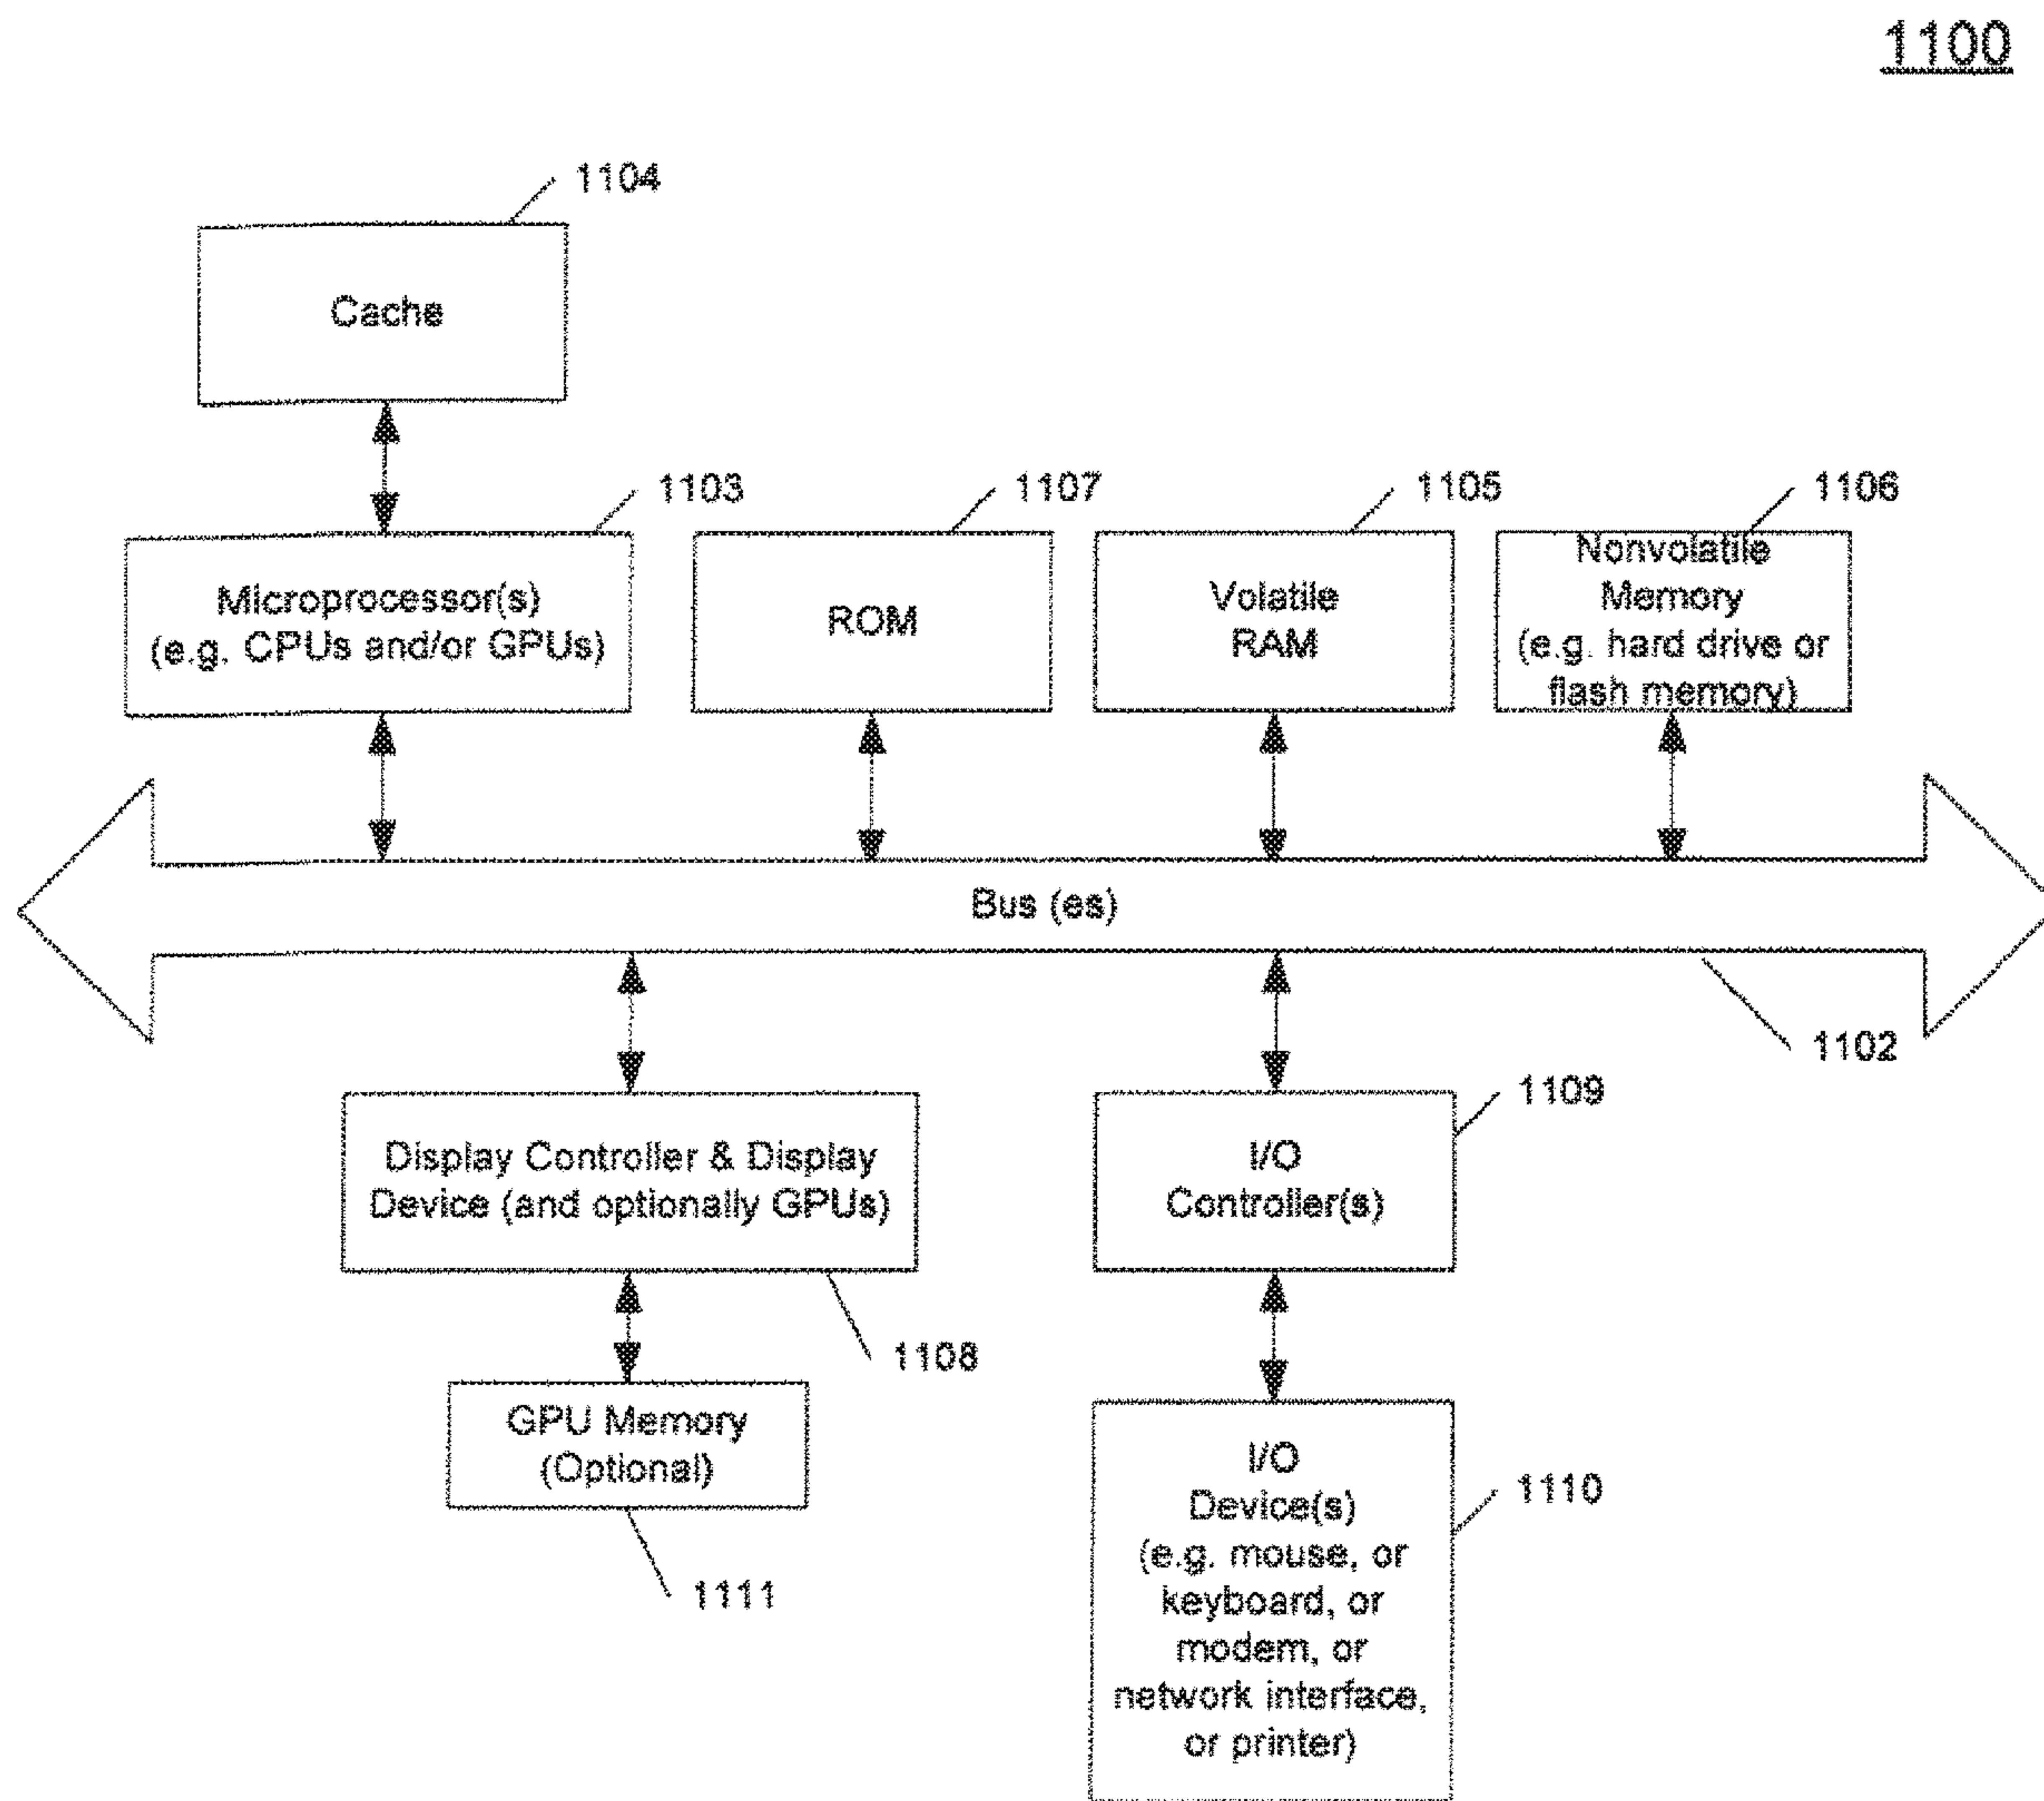 1100
1104
Cache
1103
1107
1105
1106
Microprocessor(s)
(e.g. CPUs and/or GPUs)
ROM
Volatile
RAM
Nonvolatile
Memory
(e.g. hard drive or
flash memory)
Bus (es)
1102
1109
Display Controller & Display
Device (and optionally GPUs)
I/O
Controller(s)
1108
GPU Memory
(Optional)
1111
I/O
Device(s)
(e.g. mouse, or
keyboard, or
modem, or
network interface,
or printer)
1110